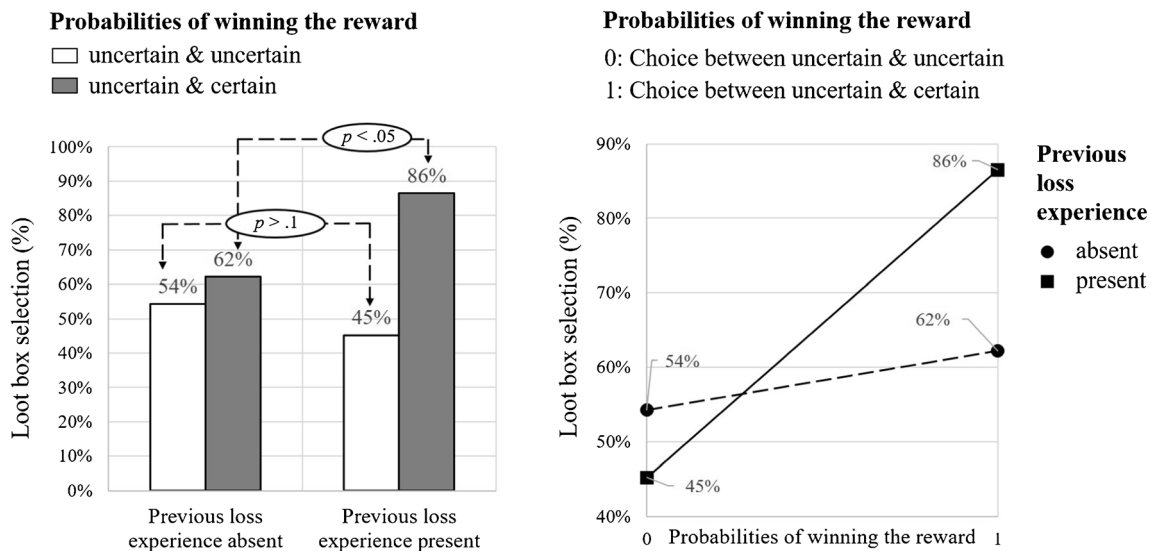 Probabilities of winning the reward
uncertain & uncertain
uncertain & certain
Loot box selection (%)
100%
90%
80%
70%
60%
50%
40%
30%
20%
10%
0%
p < .05
86%
p > .1
62%
54%
45%
Previous loss
experience absent
Previous loss
experience present
Probabilities of winning the reward
0: Choice between uncertain & uncertain
1: Choice between uncertain & certain
Loot box selection (%)
90%
80%
70%
60%
50%
40%
86%
62%
54%
45%
0
Probabilities of winning the reward
1
Previous
loss
experience
absent
present